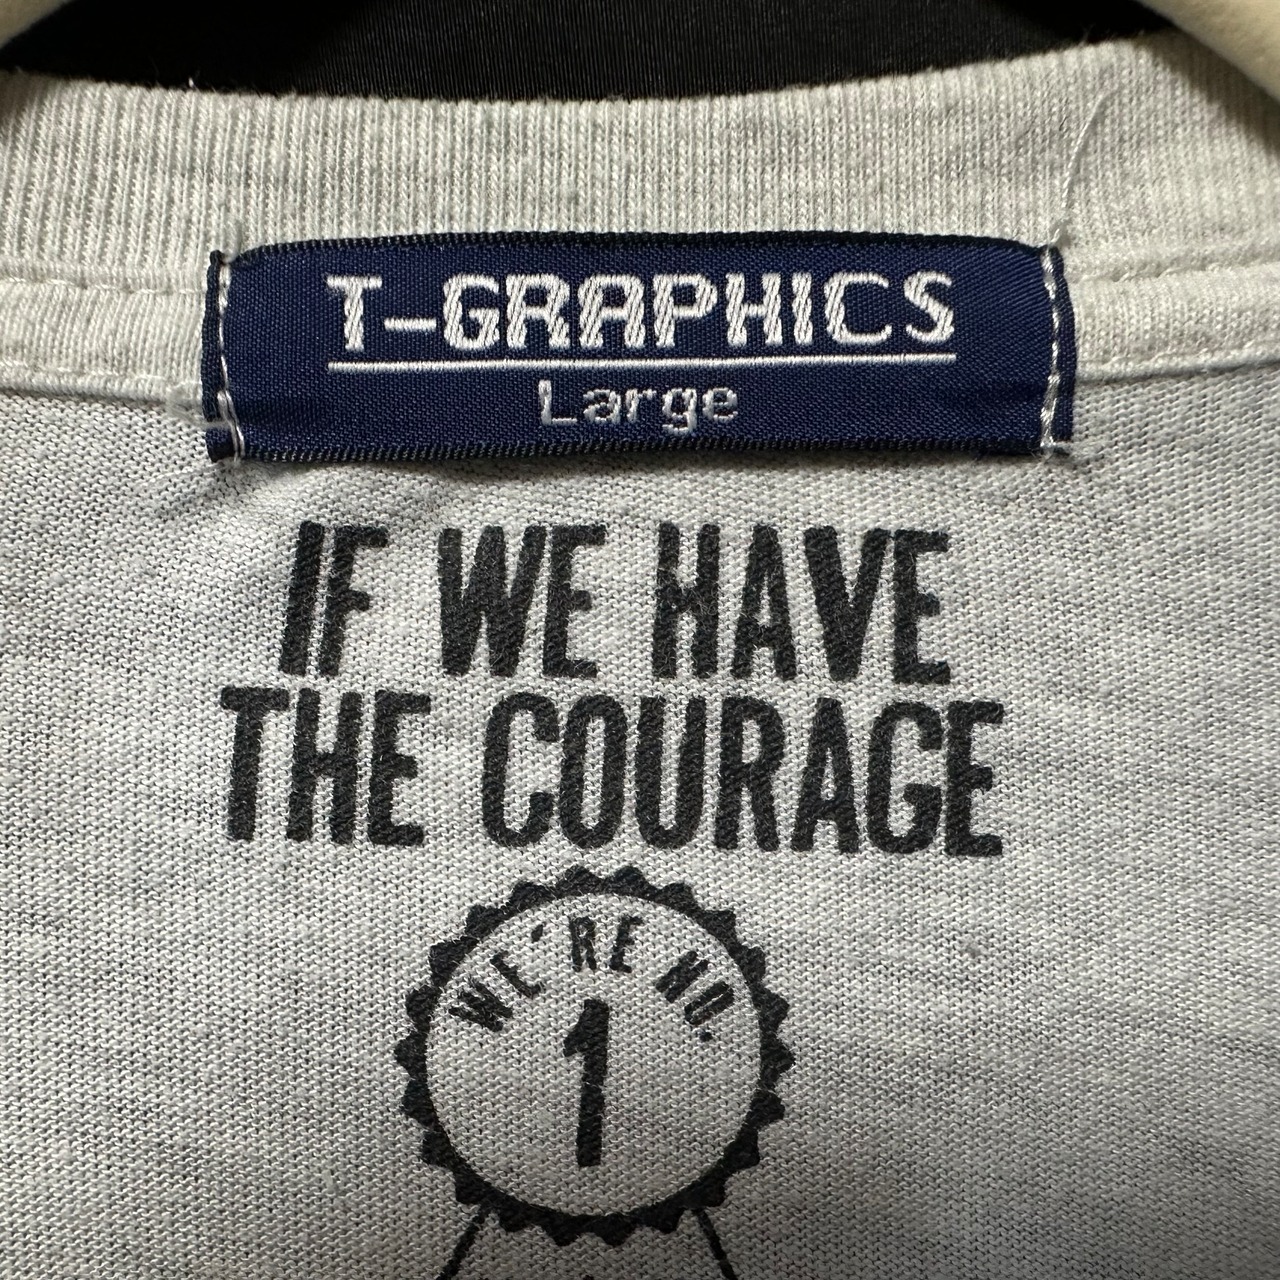 T-GRAPHICS
Large
IF WE HAVE
THE COURAGE
WE'RE NO.
1